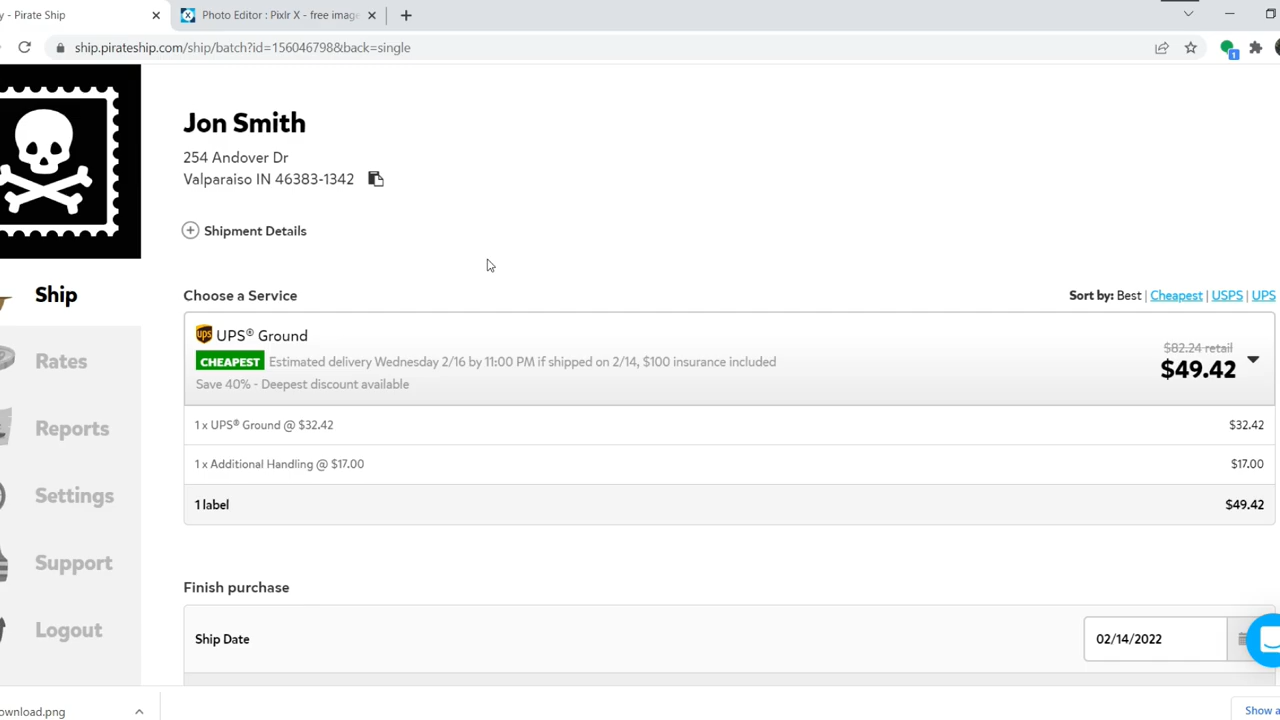 y - Pirate Ship
Photo Editor : Pixlr X - free image
ship.pirateship.com/ship/batch?id=156046798&back=single
1
Jon Smith
254 Andover Dr
Valparaiso IN 46383-1342
Shipment Details
Ship
Rates
Reports
Settings
Support
Logout
Choose a Service
Sort by: Best | Cheapest | USPS | UPS
ups UPS® Ground
CHEAPEST Estimated delivery Wednesday 2/16 by 11:00 PM if shipped on 2/14, $100 insurance included
Save 40% - Deepest discount available
$82.24 retail
$49.42
1 x UPS® Ground @ $32.42 $32.42
1 x Additional Handling @ $17.00 $17.00
1 label $49.42
Finish purchase
Ship Date 02/14/2022
ownload.png
Show a